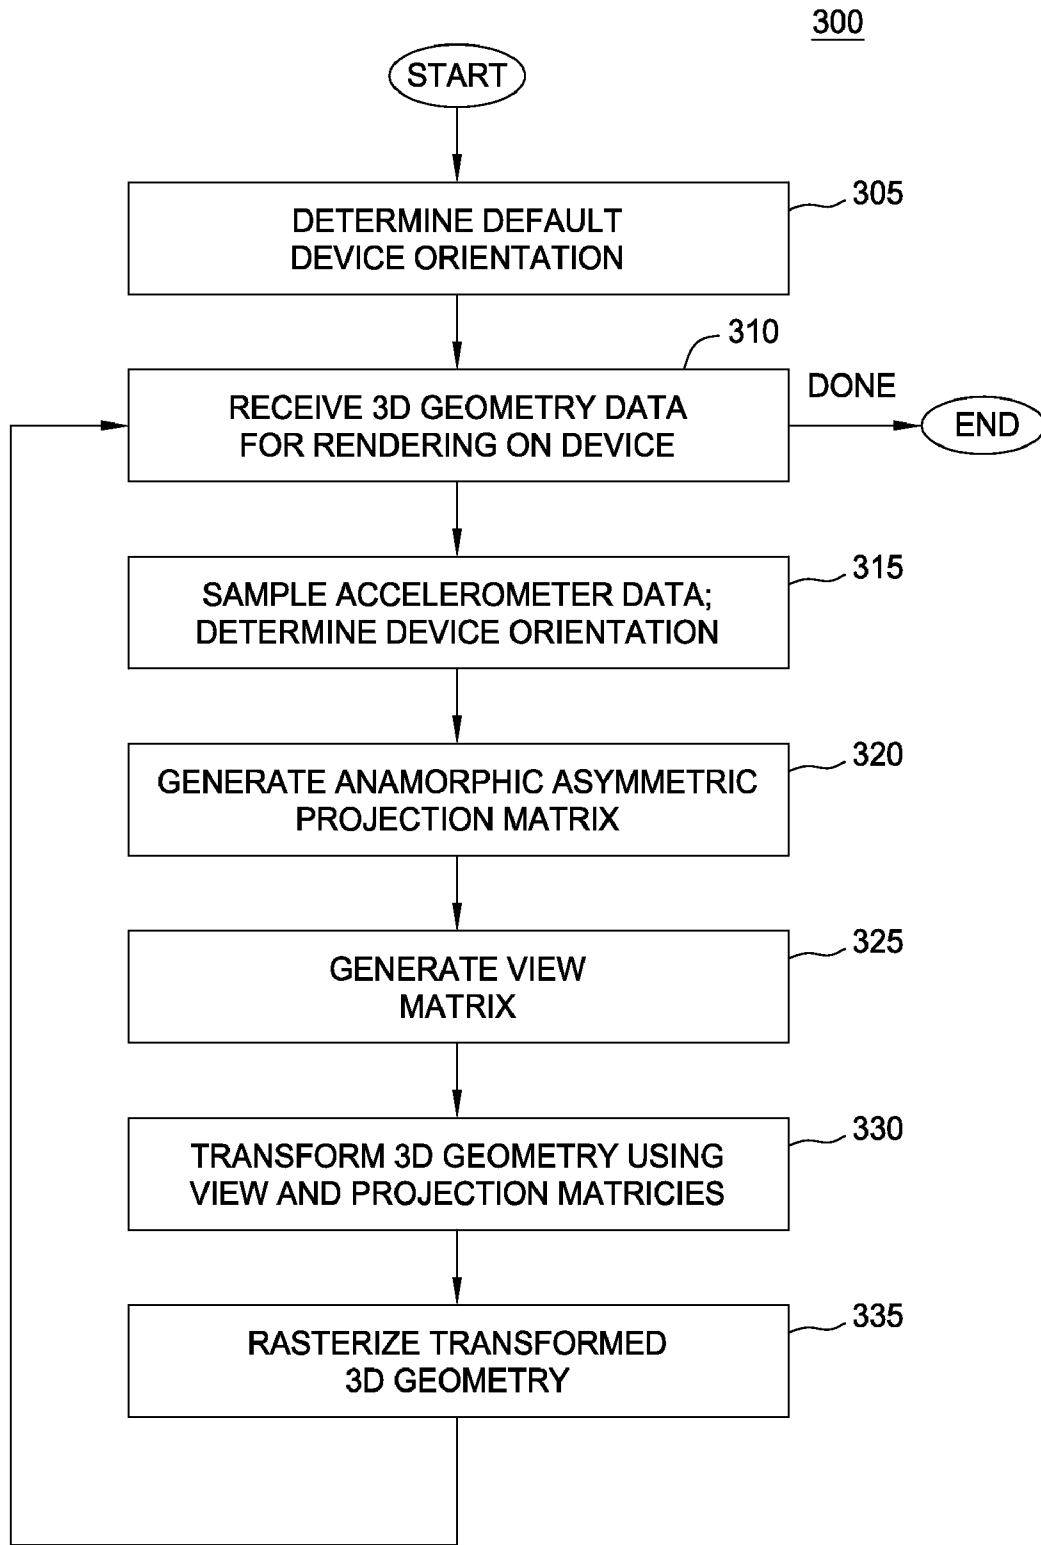 300
START
DETERMINE DEFAULT
DEVICE ORIENTATION
305
310
RECEIVE 3D GEOMETRY DATA
FOR RENDERING ON DEVICE
DONE
END
SAMPLE ACCELEROMETER DATA;
DETERMINE DEVICE ORIENTATION
315
GENERATE ANAMORPHIC ASYMMETRIC
PROJECTION MATRIX
320
GENERATE VIEW
MATRIX
325
TRANSFORM 3D GEOMETRY USING
VIEW AND PROJECTION MATRICIES
330
RASTERIZE TRANSFORMED
3D GEOMETRY
335